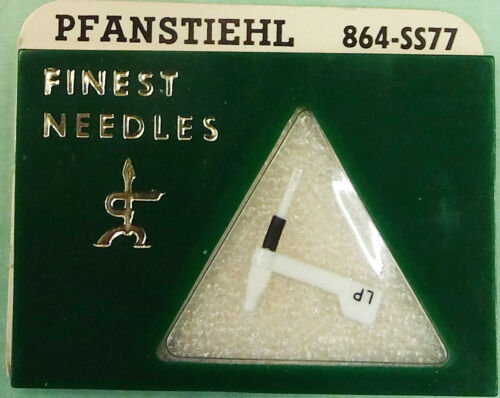 PFANSTIEHL 864-SS77
FINEST
NEEDLES
LP